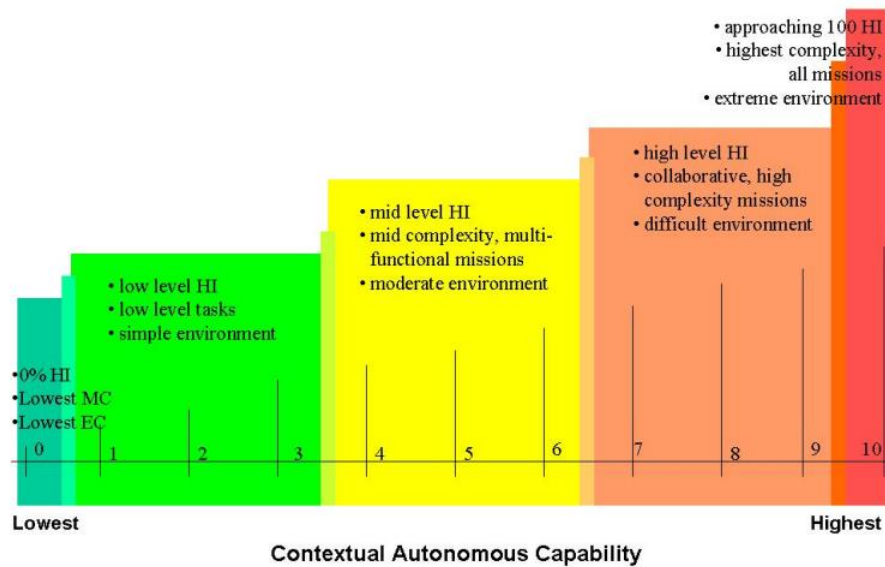 • approaching 100 HI
• highest complexity,
all missions
• extreme environment
• high level HI
• collaborative, high
complexity missions
• difficult environment
• mid level HI
• mid complexity, multi-
functional missions
• moderate environment
• low level HI
• low level tasks
• simple environment
•0% HI
•Lowest MC
•Lowest EC
0 1 2 3 4 5 6 7 8 9 10
Lowest Highest
Contextual Autonomous Capability